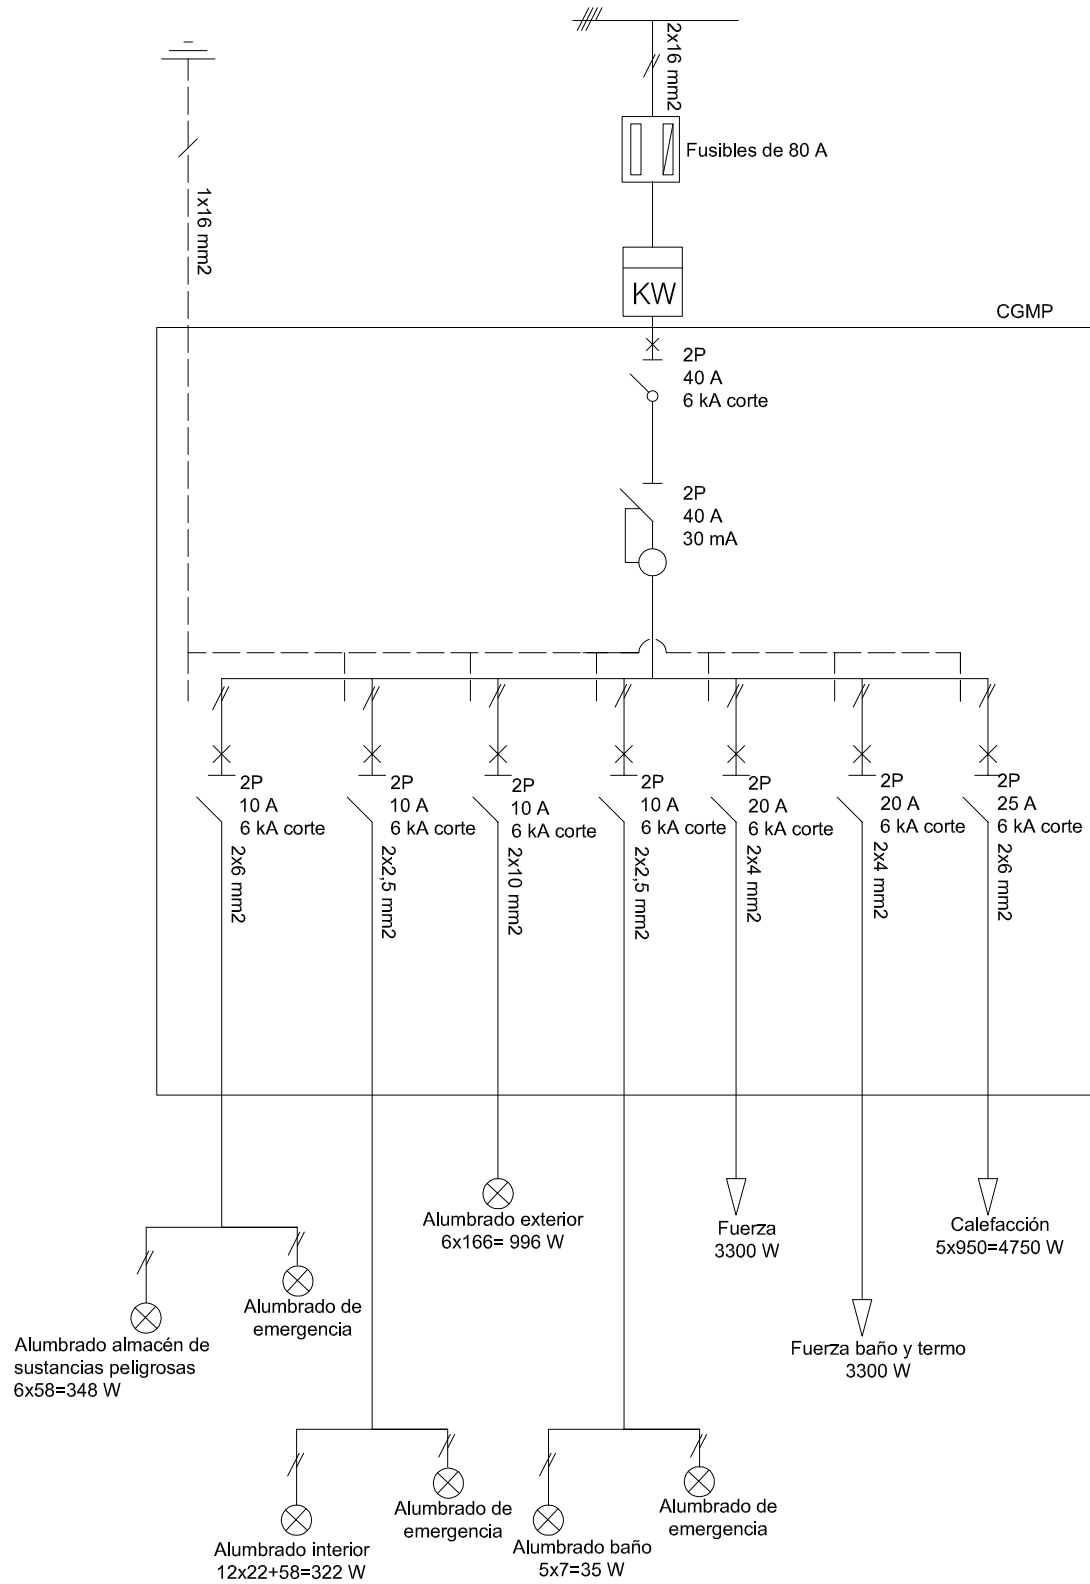 2x16 mm2
Fusibles de 80 A
1x16 mm2
KW
CGMP
2P
40 A
6 kA corte
2P
40 A
30 mA
2P
10 A
6 kA corte
2x6 mm2
2P
10 A
6 kA corte
2x2,5 mm2
2P
10 A
6 kA corte
2x10 mm2
2P
10 A
6 kA corte
2x2,5 mm2
2P
20 A
6 kA corte
2x4 mm2
2P
20 A
6 kA corte
2x4 mm2
2P
25 A
6 kA corte
2x6 mm2
Alumbrado exterior
6x166= 996 W
Fuerza
3300 W
Calefacción
5x950=4750 W
Alumbrado de
emergencia
Alumbrado almacén de
sustancias peligrosas
6x58=348 W
Fuerza baño y termo
3300 W
Alumbrado de
emergencia
Alumbrado interior
12x22+58=322 W
Alumbrado de
emergencia
Alumbrado baño
5x7=35 W